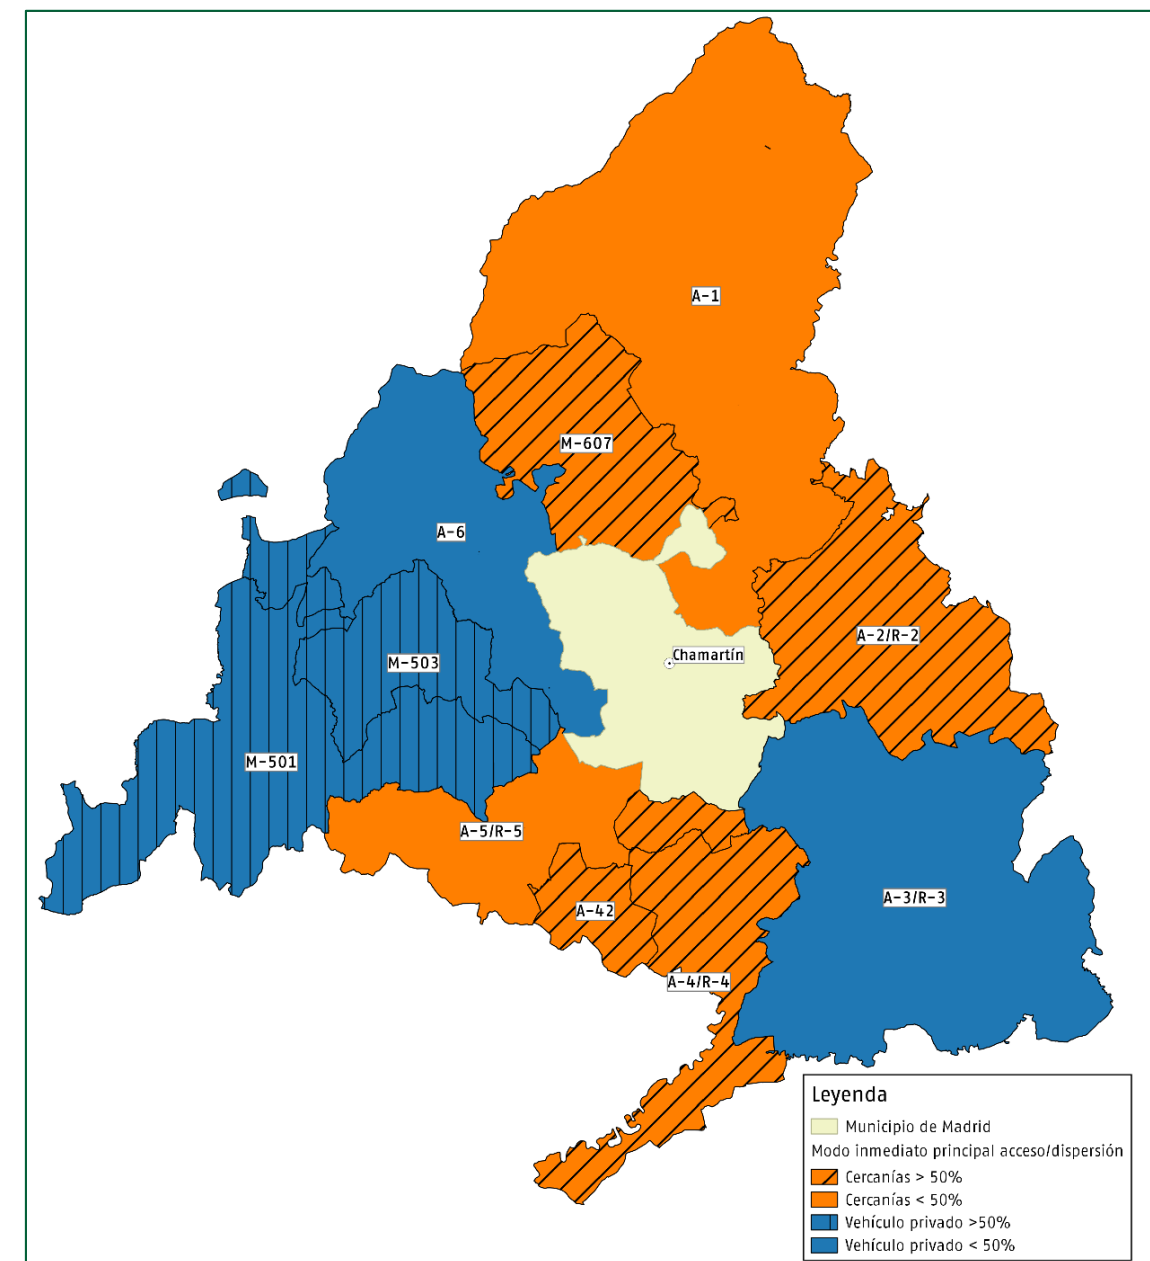 A-1
M-607
A-6
A-2/R-2
Chamartín
M-503
M-501
A-5/R-5
A-3/R-3
A-42
A-4/R-4
Leyenda
Municipio de Madrid
Modo inmediato principal acceso/dispersión
Cercanías > 50%
Cercanías < 50%
Vehículo privado >50%
Vehículo privado < 50%